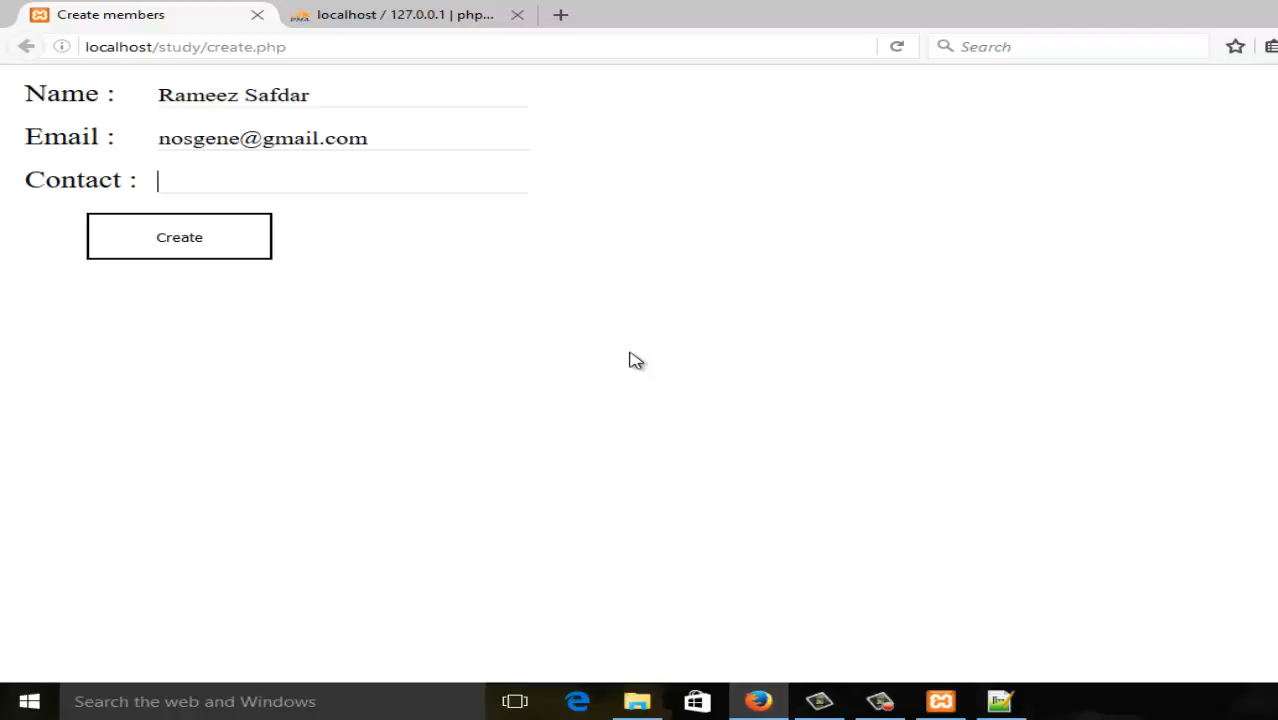 Create members
localhost / 127.0.0.1 | php...
localhost/study/create.php
Search
Name : Rameez Safdar
Email : nosgene@gmail.com
Contact :
Create
Search the web and Windows